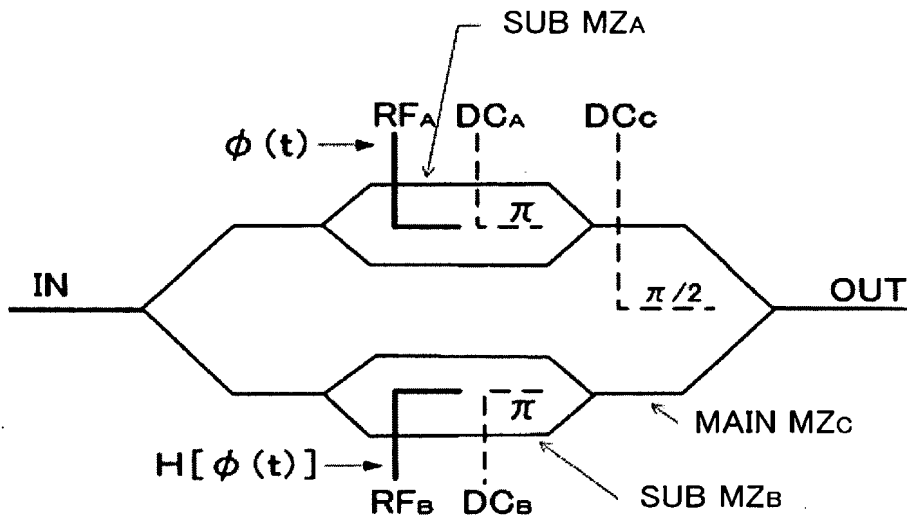 SUB MZA
RFA DCA DCC
ϕ(t)
π
IN
π/2
OUT
π
MAIN MZC
H[ϕ(t)]
SUB MZB
RFB DCB